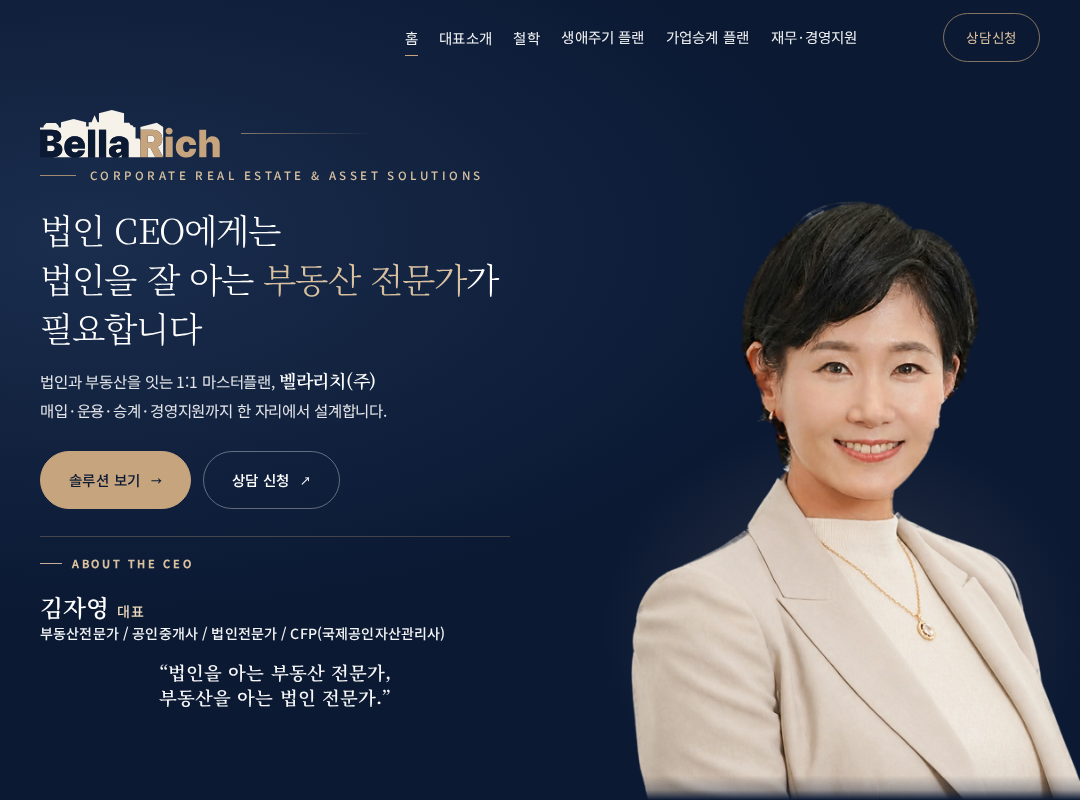 홈 대표소개 철학 생애주기 플랜 가업승계 플랜 재무·경영지원 상담신청
Bella Rich
CORPORATE REAL ESTATE & ASSET SOLUTIONS
법인 CEO에게는
법인을 잘 아는 부동산 전문가가
필요합니다
법인과 부동산을 잇는 1:1 마스터플랜, 벨라리치(주)
매입·운용·승계·경영지원까지 한 자리에서 설계합니다.
솔루션 보기 → 상담 신청 ↗
ABOUT THE CEO
김자영 대표
부동산전문가 / 공인중개사 / 법인전문가 / CFP(국제공인자산관리사)
“법인을 아는 부동산 전문가,
부동산을 아는 법인 전문가.”